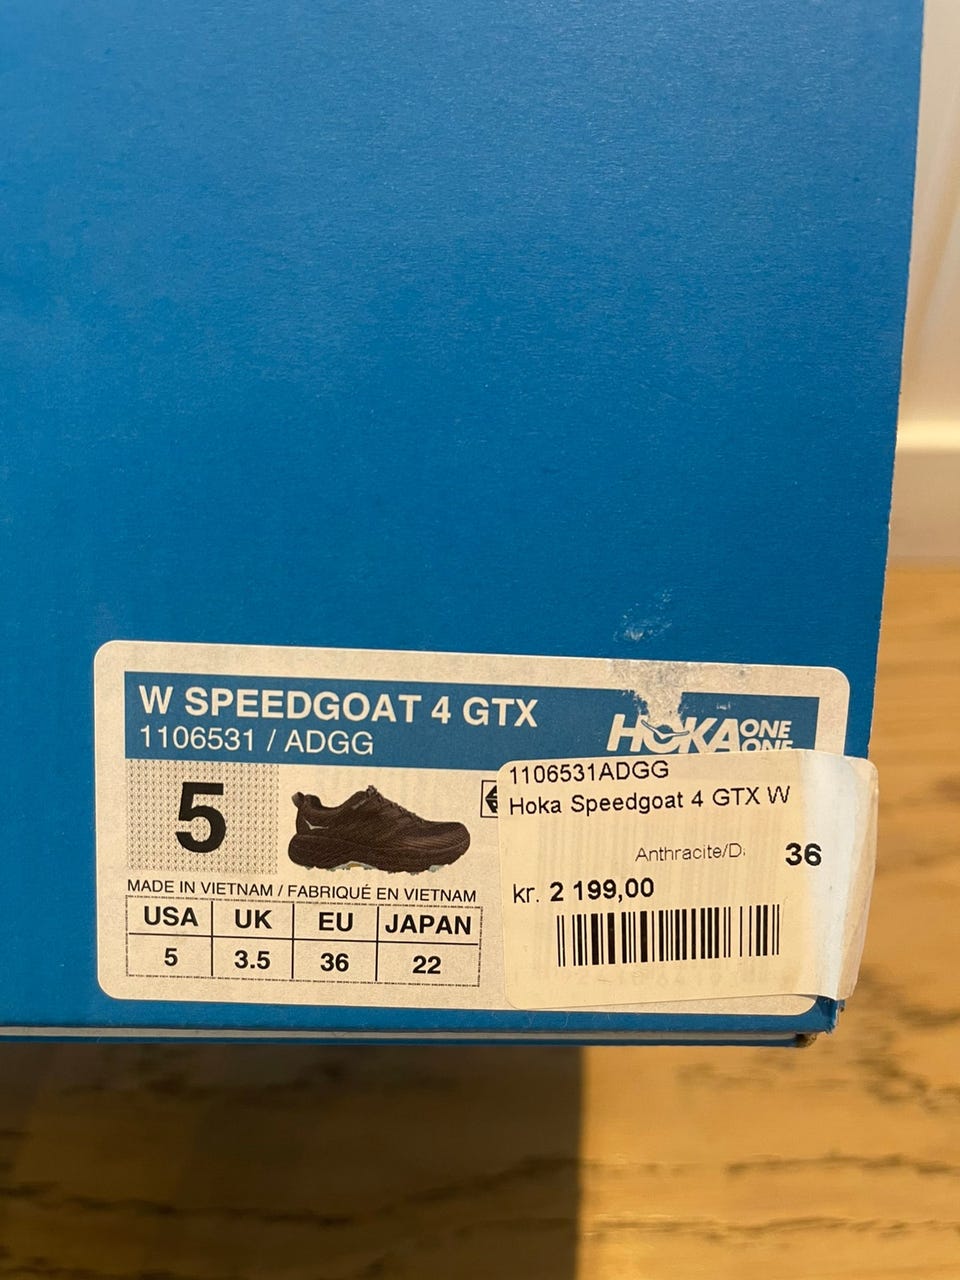 W SPEEDGOAT 4 GTX
1106531 / ADGG
HOKA ONE
ONE
5
1106531ADGG
Hoka Speedgoat 4 GTX W
Anthracite/D.
36
kr. 2 199,00
MADE IN VIETNAM / FABRIQUÉ EN VIETNAM
USA UK EU JAPAN
5 3.5 36 22